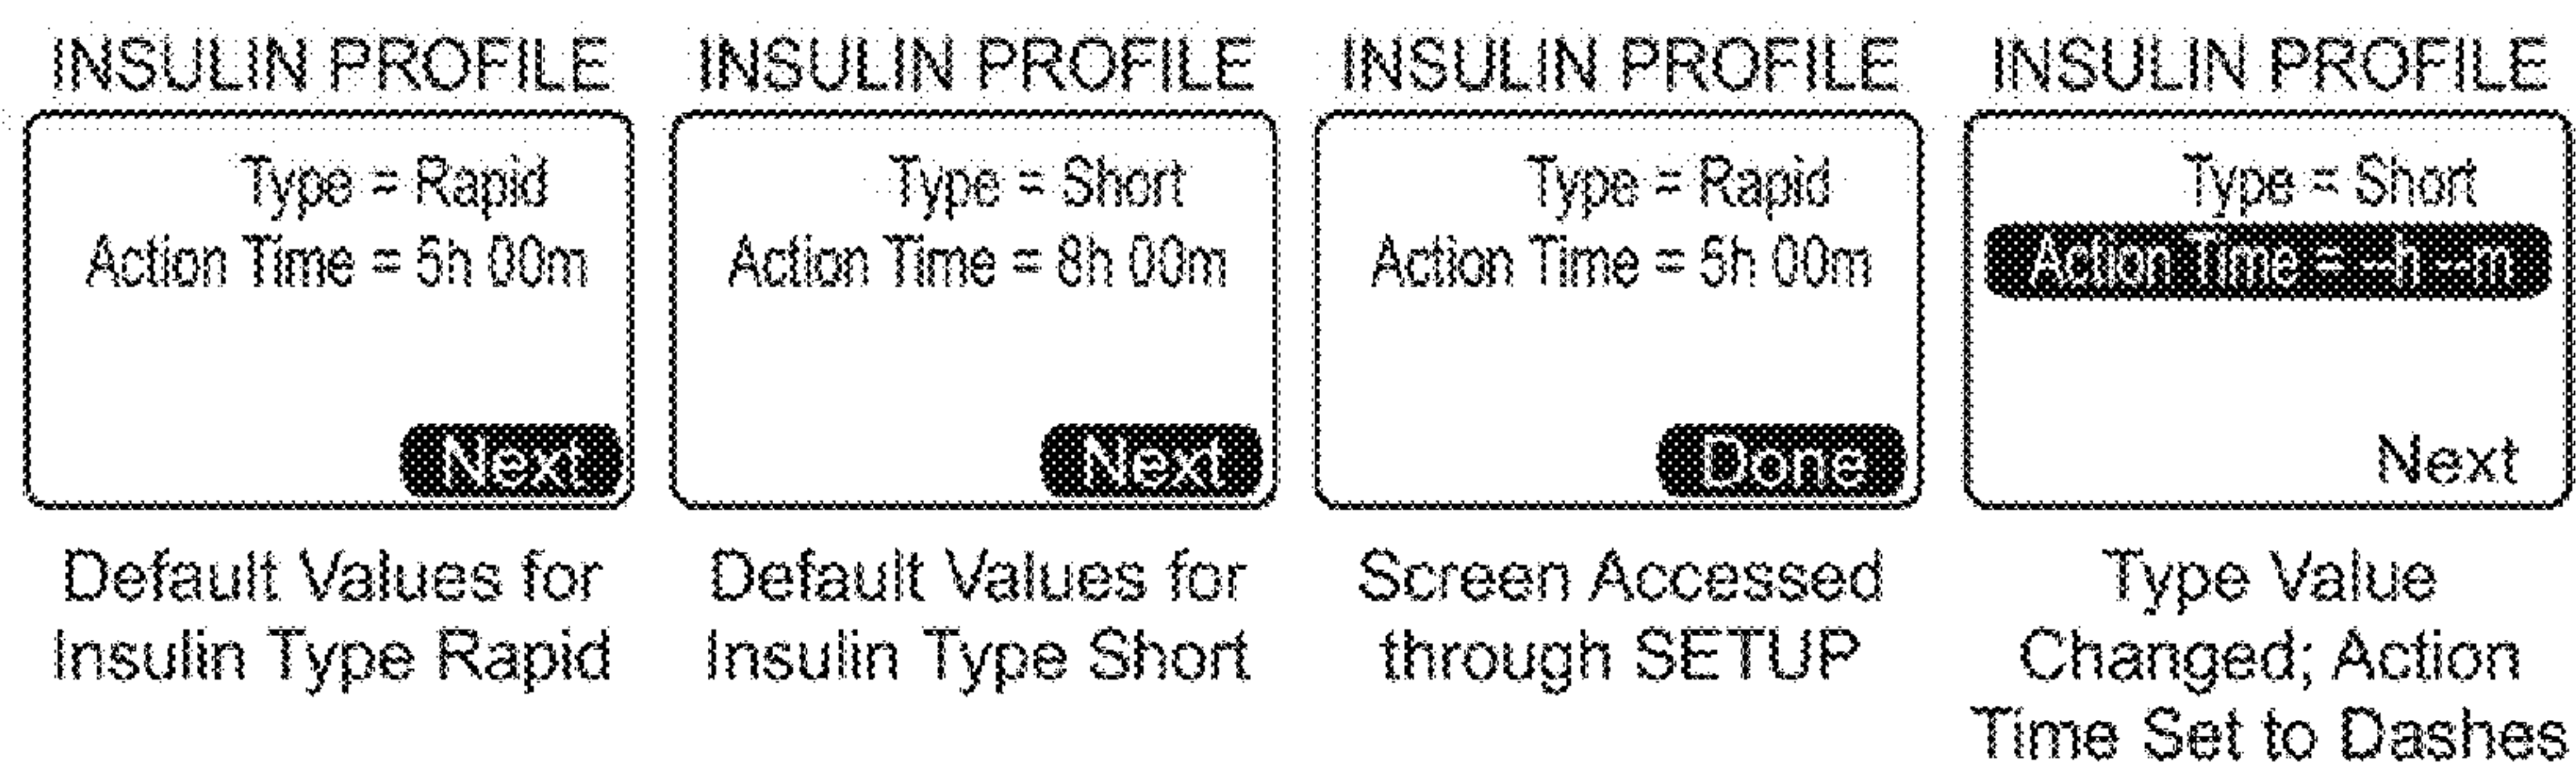 INSULIN PROFILE
Type = Rapid
Action Time = 5h 00m
Next
Default Values for
Insulin Type Rapid
INSULIN PROFILE
Type = Short
Action Time = 8h 00m
Next
Default Values for
Insulin Type Short
INSULIN PROFILE
Type = Rapid
Action Time = 5h 00m
Done
Screen Accessed
through SETUP
INSULIN PROFILE
Type = Short
Action Time = --h --m
Next
Type Value
Changed; Action
Time Set to Dashes